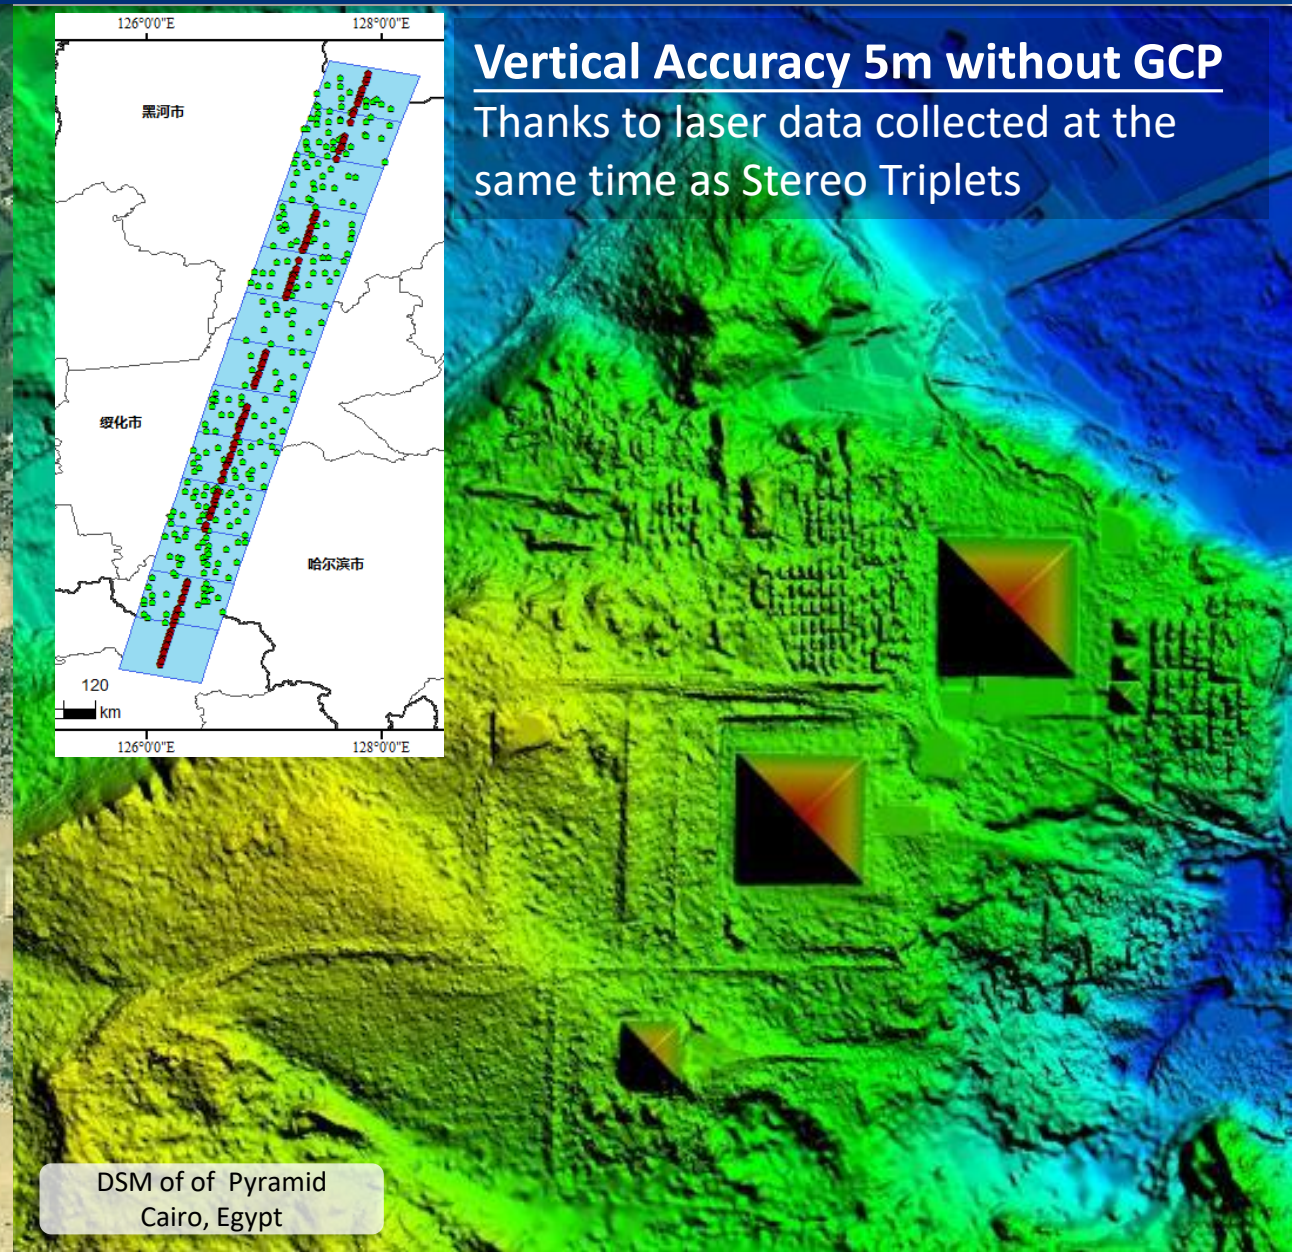 126°0'0"E 128°0'0"E
黑河市
绥化市
哈尔滨市
120
km
126°0'0"E 128°0'0"E
Vertical Accuracy 5m without GCP
Thanks to laser data collected at the
same time as Stereo Triplets
DSM of of Pyramid
Cairo, Egypt